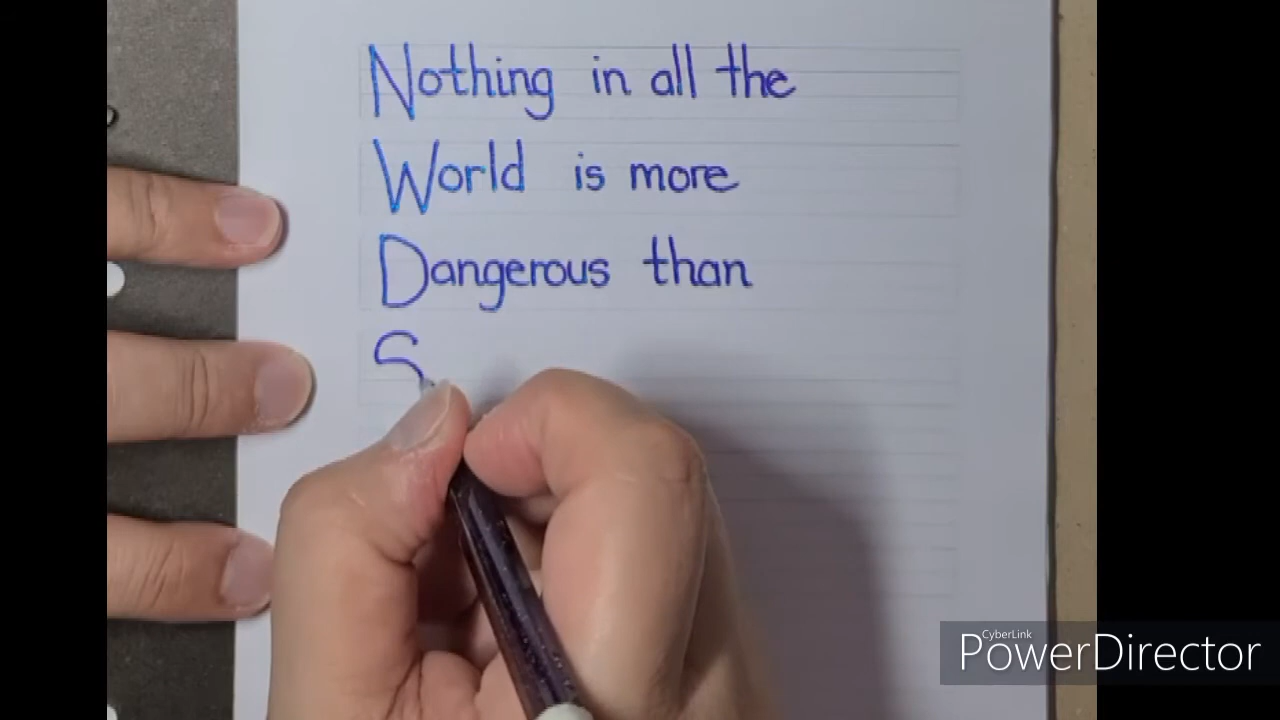 Nothing in all the
World is more
Dangerous than
S
CyberLink
PowerDirector